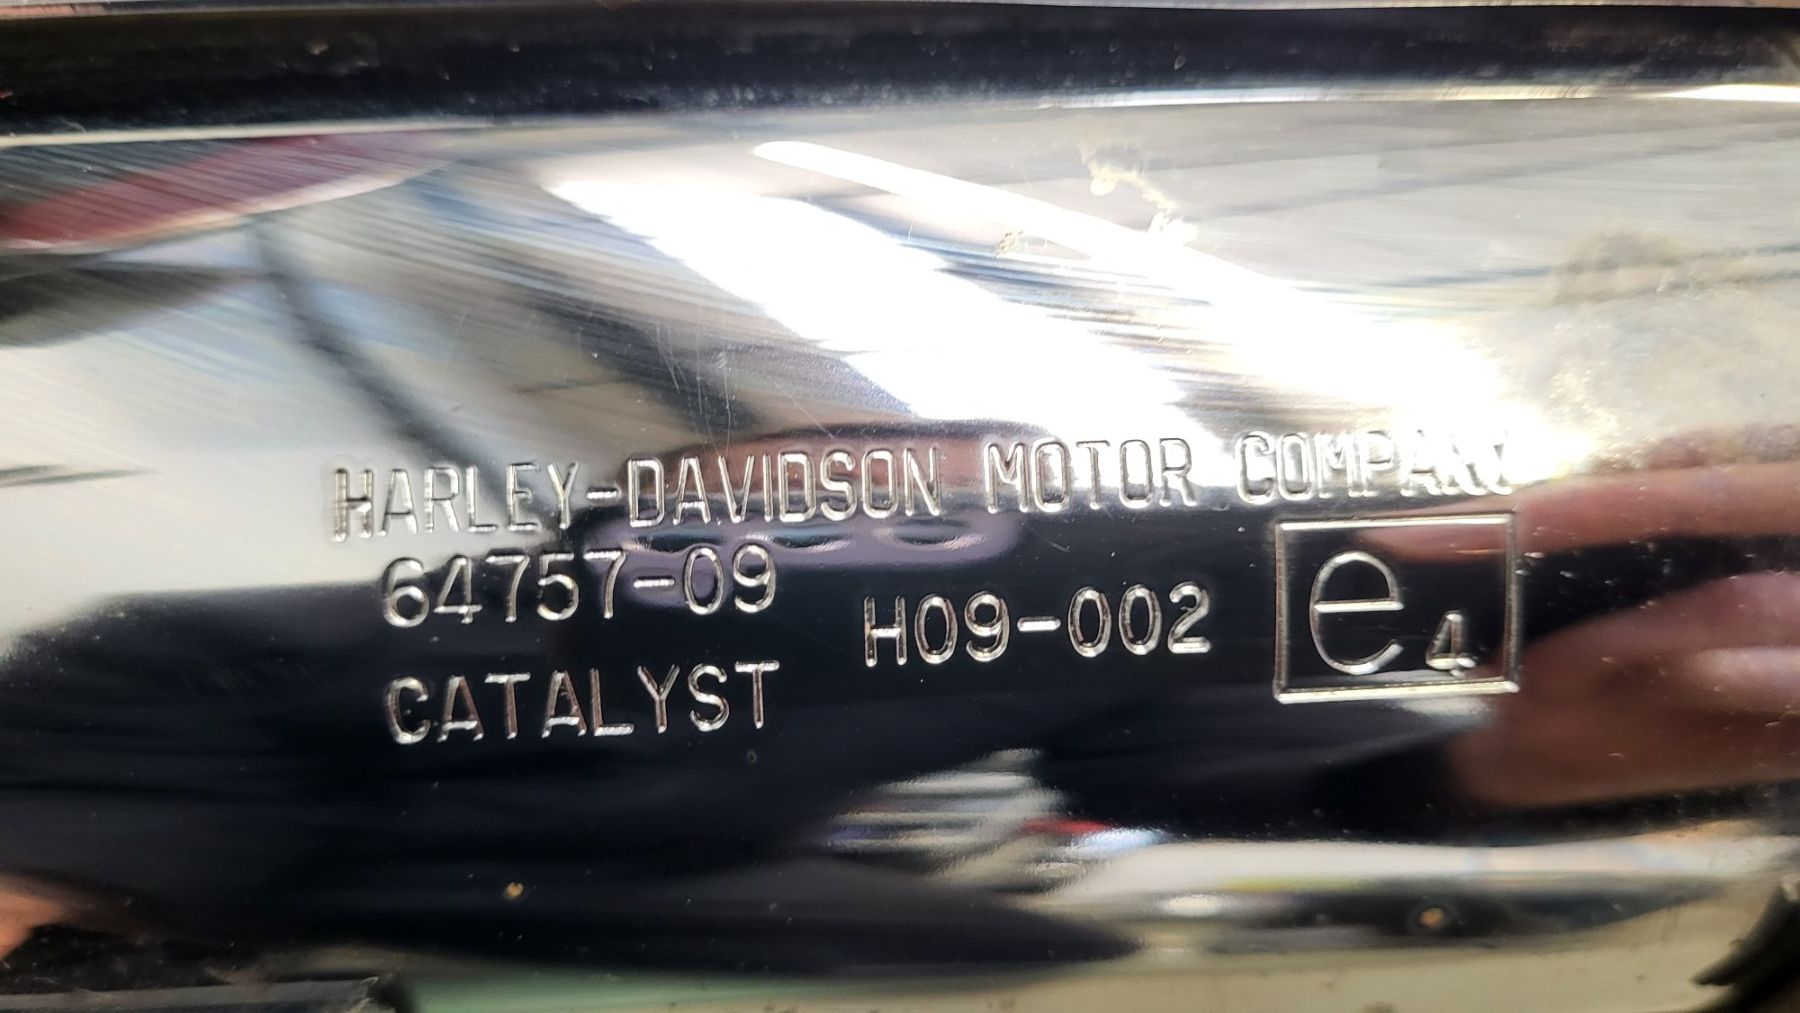 HARLEY-DAVIDSON MOTOR COMPANY
64757-09
H09-002
e4
CATALYST